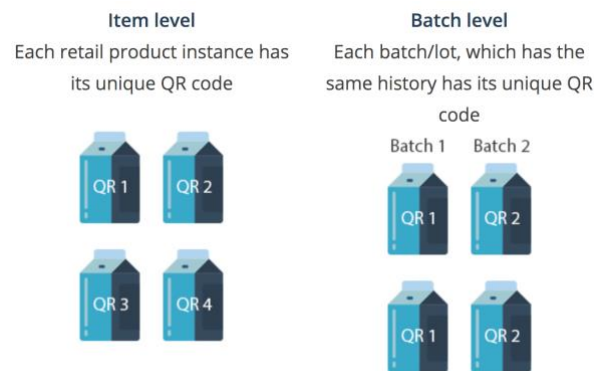 Item level
Each retail product instance has
its unique QR code
QR 1
QR 2
QR 3
QR 4
Batch level
Each batch/lot, which has the
same history has its unique QR
code
Batch 1
Batch 2
QR 1
QR 2
QR 1
QR 2